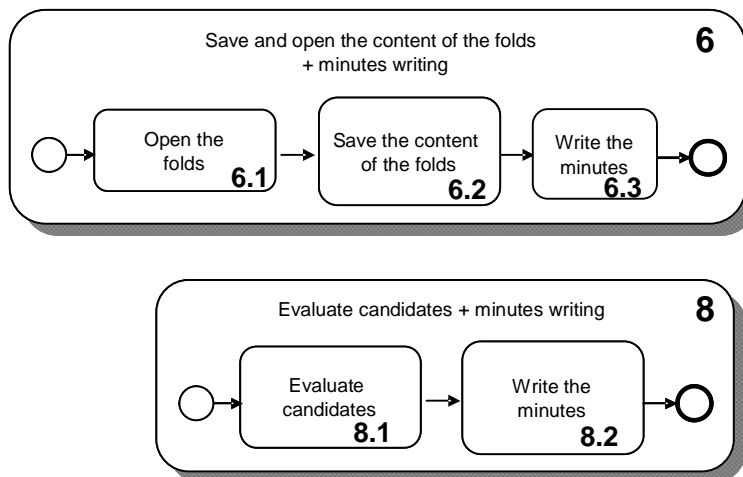 Save and open the content of the folds 6
+ minutes writing
Open the
folds
6.1
Save the content
of the folds
6.2
Write the
minutes
6.3
Evaluate candidates + minutes writing 8
Evaluate
candidates
8.1
Write the
minutes
8.2